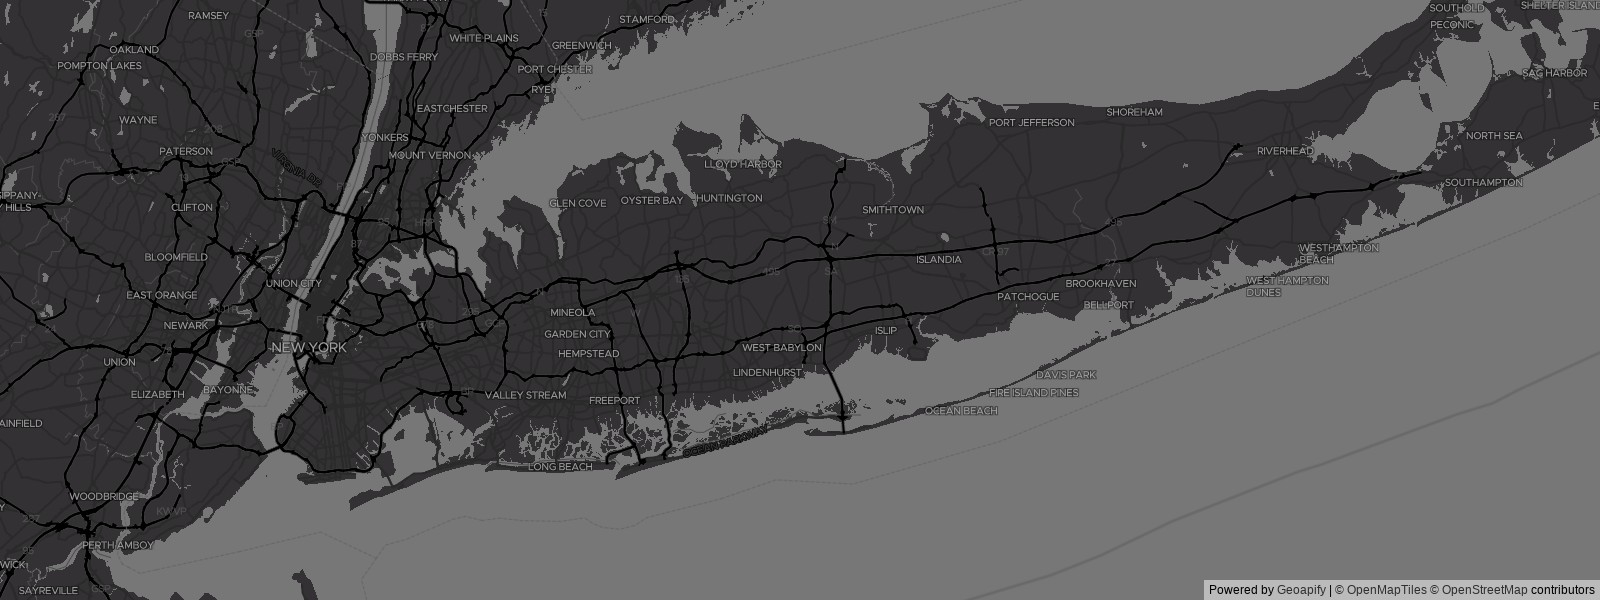 RAMSEY
STAMFORD
SOUTHOLD
SHELTER ISLAND
PECONIC
WHITE PLAINS
GREENWICH
OAKLAND
DOBBS FERRY
POMPTON LAKES
PORT CHESTER
SAG HARBOR
RYE
EASTCHESTER
SHOREHAM
WAYNE
PORT JEFFERSON
YONKERS
NORTH SEA
PATERSON
MOUNT VERNON
RIVERHEAD
LLOYD HARBOR
SOUTHAMPTON
SIPPANY-
Y HILLS
CLIFTON
GLEN COVE
OYSTER BAY
HUNTINGTON
SMITHTOWN
WESTHAMPTON
BEACH
BLOOMFIELD
ISLANDIA
495
UNION CITY
BROOKHAVEN
WEST HAMPTON
DUNES
EAST ORANGE
PATCHOGUE
BELLPORT
MINEOLA
NEWARK
GARDEN CITY
ISLIP
NEW YORK
HEMPSTEAD
WEST BABYLON
UNION
LINDENHURST
DAVIS PARK
ELIZABETH
BAYONNE
VALLEY STREAM
FREEPORT
FIRE ISLAND PINES
OCEAN BEACH
AINFIELD
LONG BEACH
WOODBRIDGE
PERTH AMBOY
WICK
SAYREVILLE
Powered by Geoapify | © OpenMapTiles © OpenStreetMap contributors